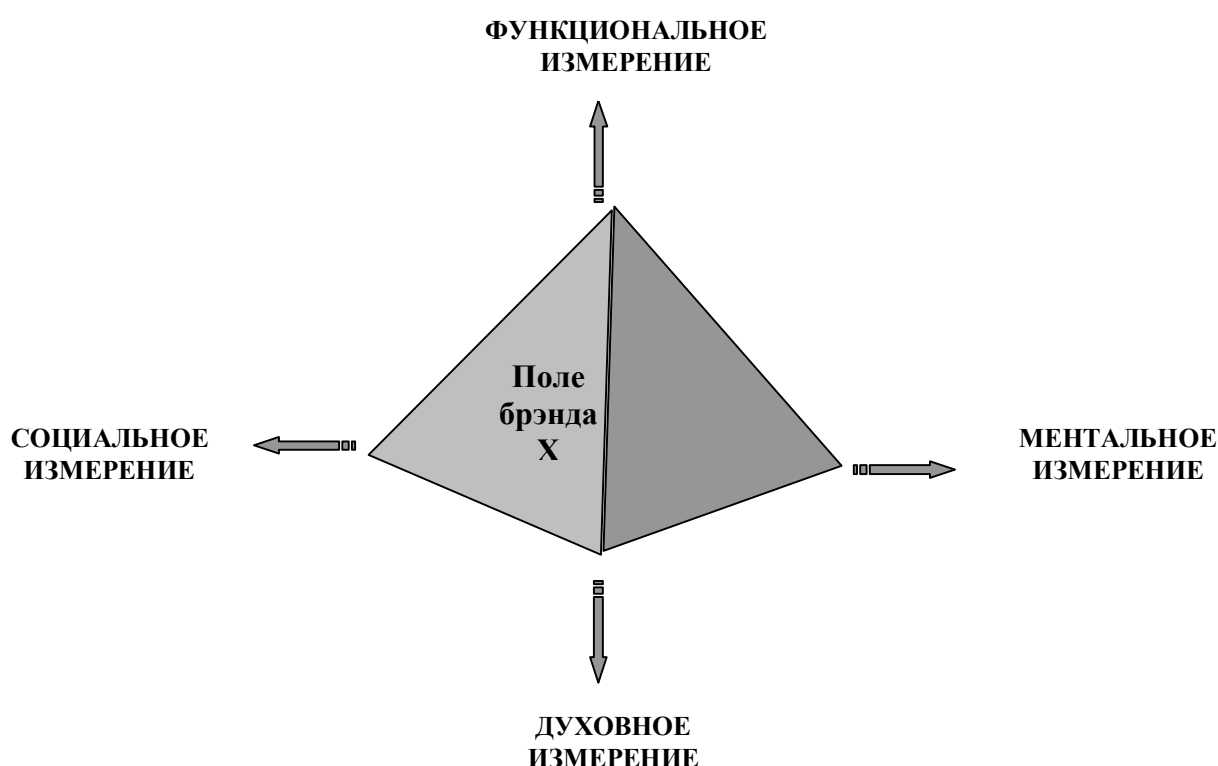 ФУНКЦИОНАЛЬНОЕ
ИЗМЕРЕНИЕ
Поле
брэнда
X
СОЦИАЛЬНОЕ
ИЗМЕРЕНИЕ
МЕНТАЛЬНОЕ
ИЗМЕРЕНИЕ
ДУХОВНОЕ
ИЗМЕРЕНИЕ